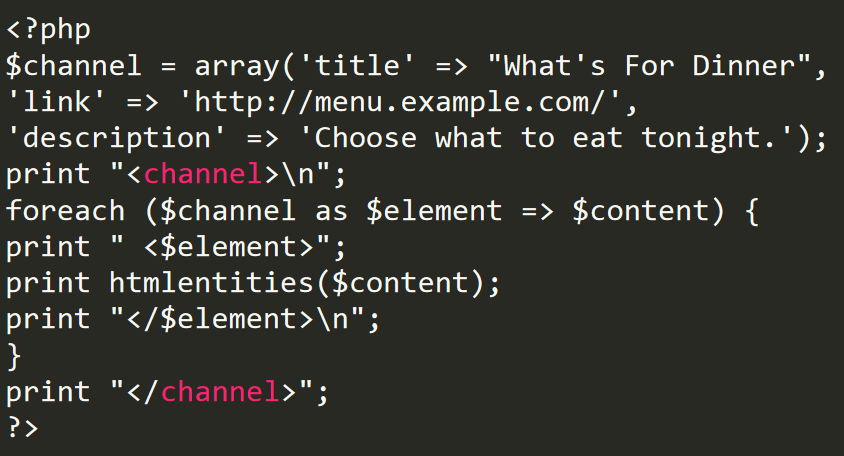 <?php
$channel = array('title' => "What's For Dinner",
'link' => 'http://menu.example.com/',
'description' => 'Choose what to eat tonight.');
print "<channel>\n";
foreach ($channel as $element => $content) {
print " <$element>";
print htmlentities($content);
print "</$element>\n";
}
print "</channel>";
?>